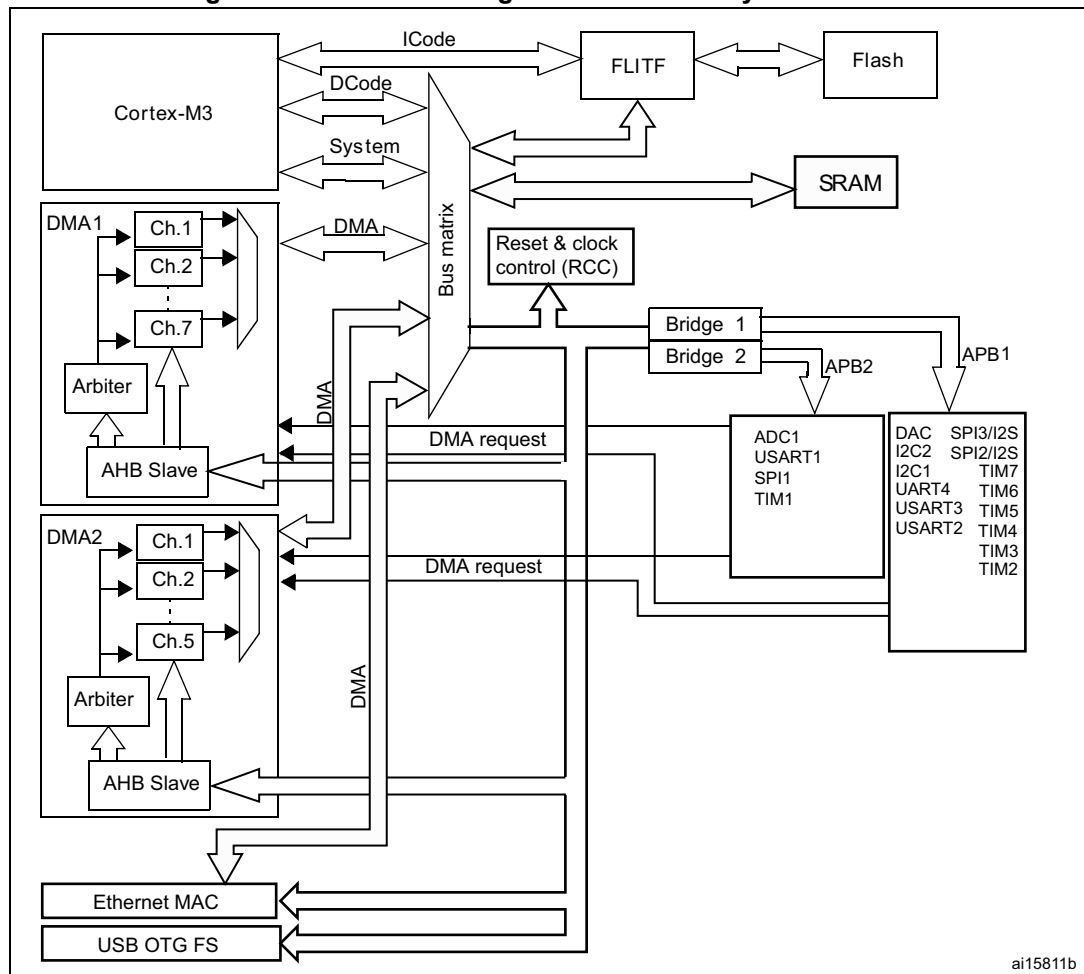 ICode
FLITF
Flash
DCode
Cortex-M3
System
SRAM
Bus matrix
DMA1
Ch.1
Ch.2
Ch.7
Arbiter
AHB Slave
DMA
Reset & clock
control (RCC)
Bridge 1
Bridge 2
APB2
APB1
DMA
DMA request
ADC1
USART1
SPI1
TIM1
DAC SPI3/I2S
I2C2 SPI2/I2S
I2C1 TIM7
UART4 TIM6
USART3 TIM5
USART2 TIM4
TIM3
TIM2
DMA2
Ch.1
Ch.2
Ch.5
Arbiter
AHB Slave
DMA request
DMA
Ethernet MAC
USB OTG FS
ai15811b